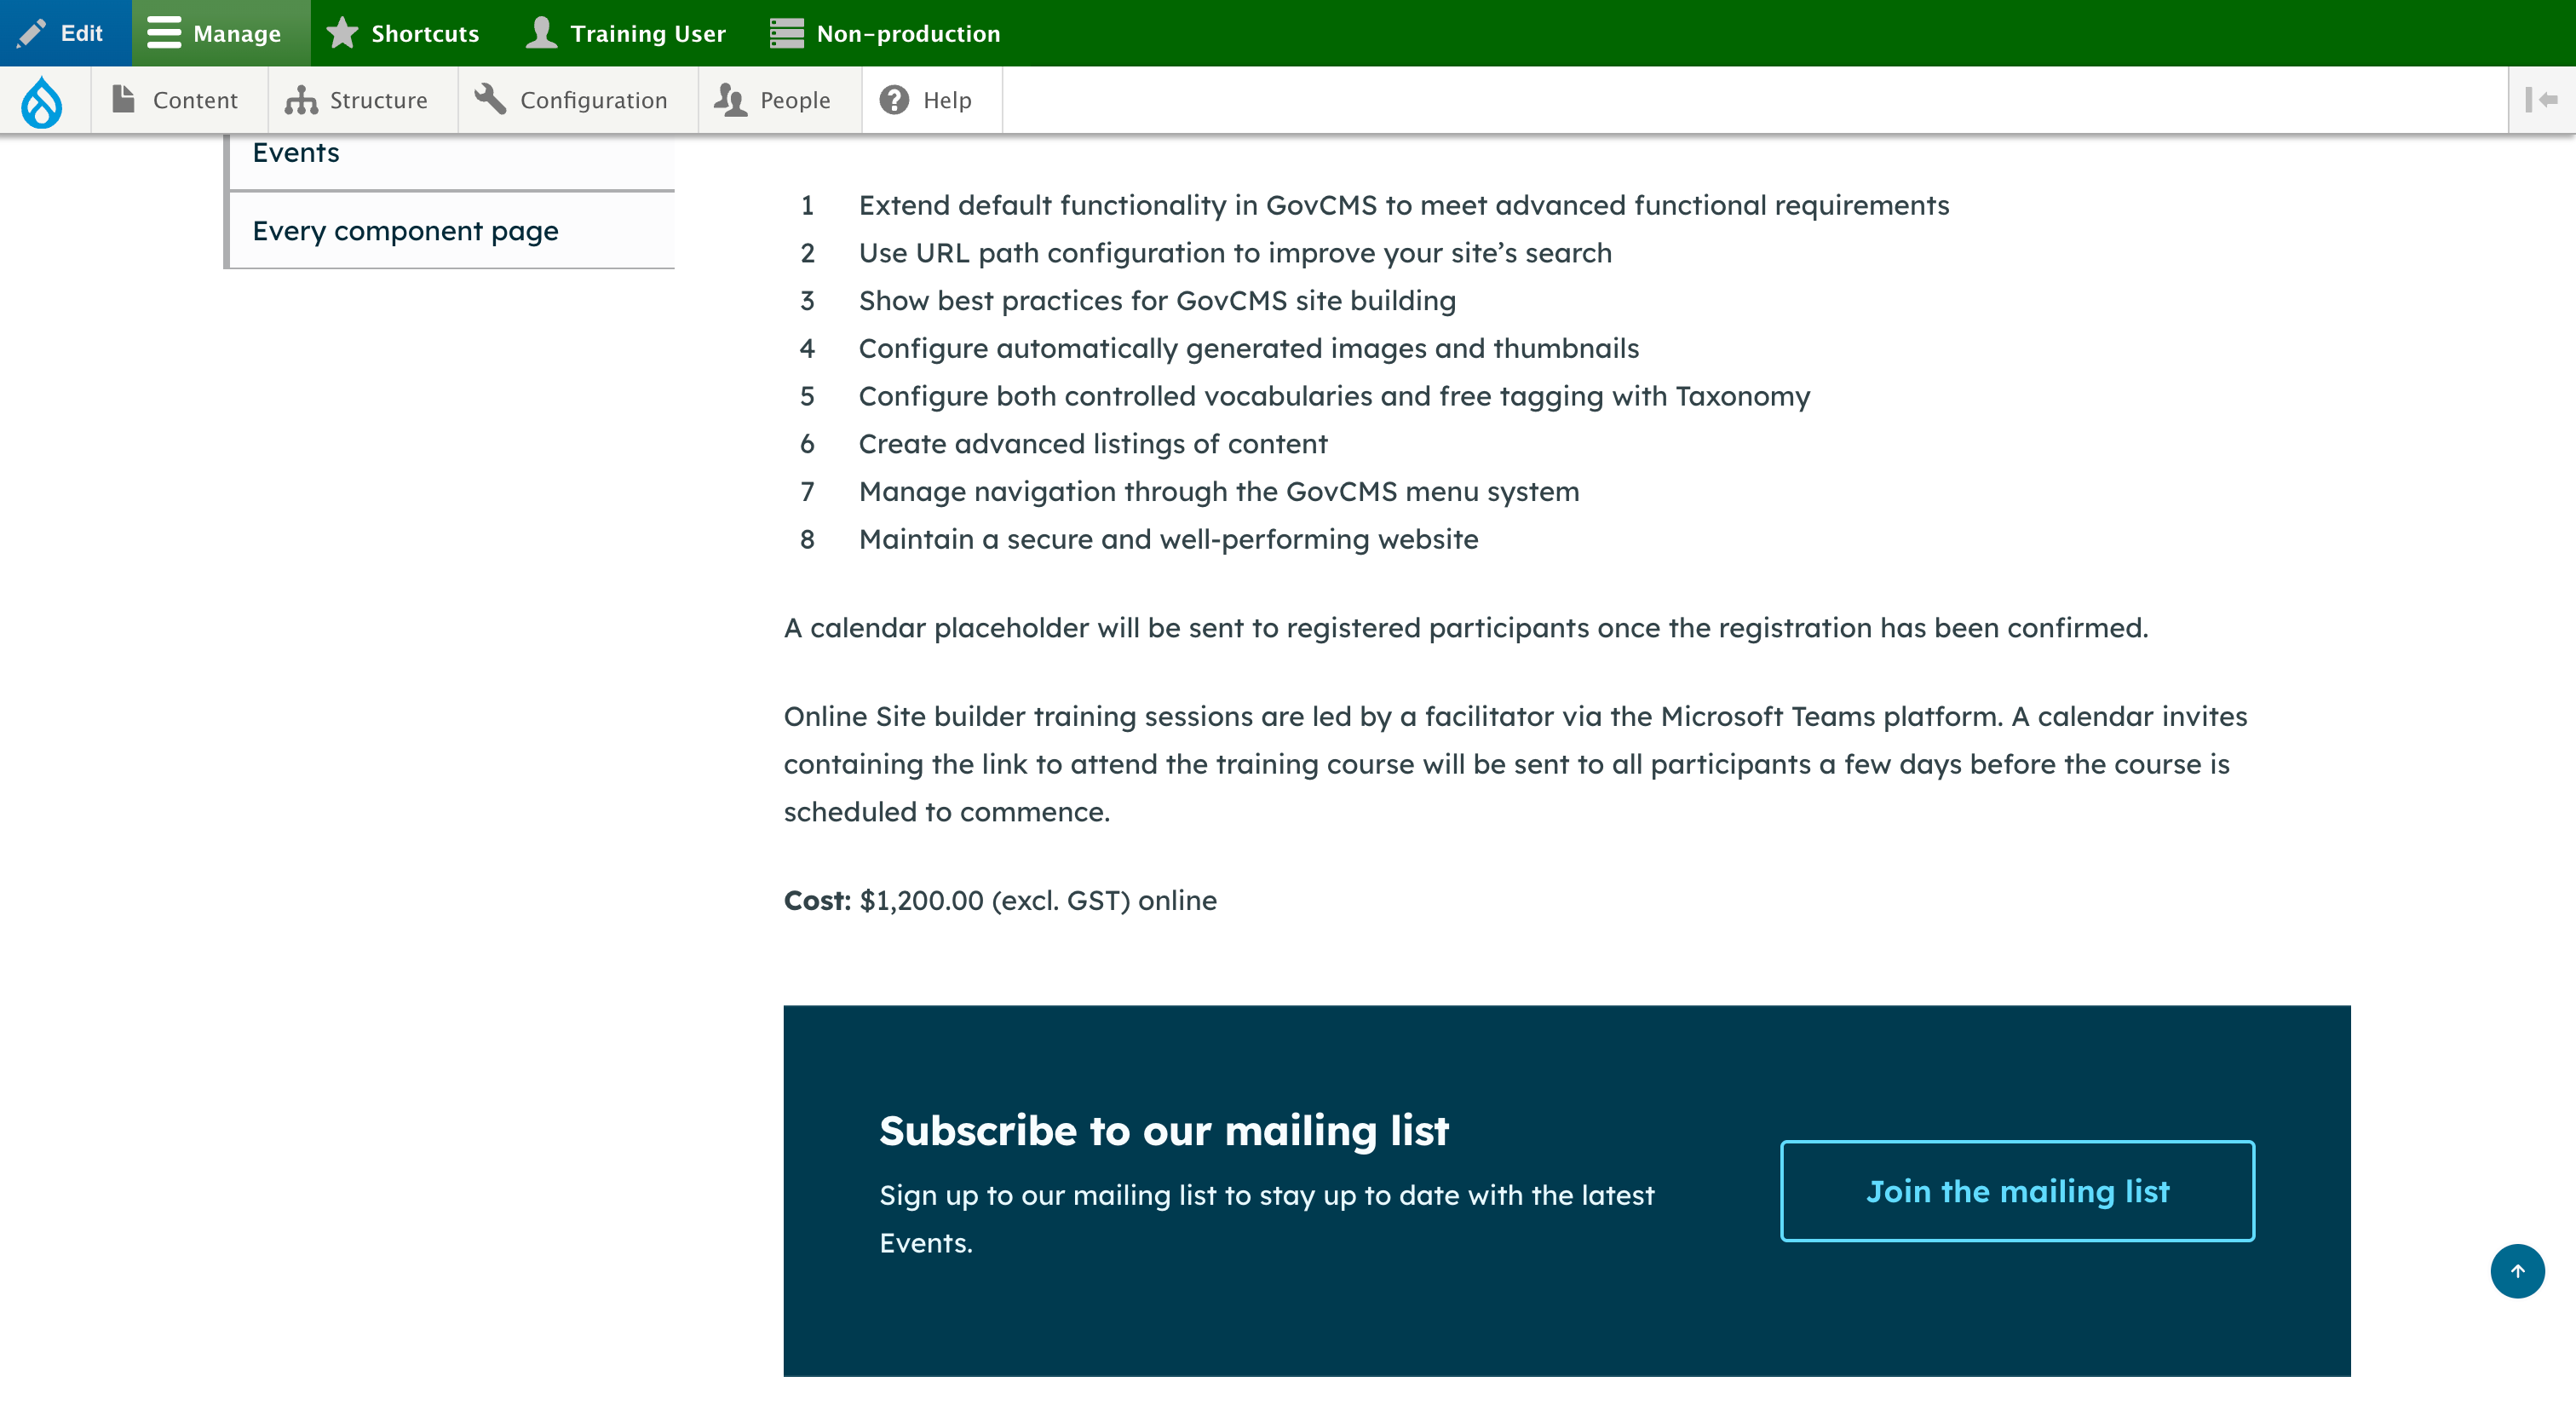 Edit Manage Shortcuts Training User Non-production
Content Structure Configuration People Help
Events
Every component page
1 Extend default functionality in GovCMS to meet advanced functional requirements
2 Use URL path configuration to improve your site’s search
3 Show best practices for GovCMS site building
4 Configure automatically generated images and thumbnails
5 Configure both controlled vocabularies and free tagging with Taxonomy
6 Create advanced listings of content
7 Manage navigation through the GovCMS menu system
8 Maintain a secure and well-performing website
A calendar placeholder will be sent to registered participants once the registration has been confirmed.
Online Site builder training sessions are led by a facilitator via the Microsoft Teams platform. A calendar invites
containing the link to attend the training course will be sent to all participants a few days before the course is
scheduled to commence.
Cost: $1,200.00 (excl. GST) online
Subscribe to our mailing list
Sign up to our mailing list to stay up to date with the latest
Events.
Join the mailing list